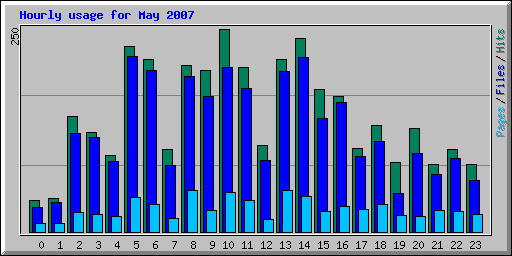 Hourly usage for May 2007
250
Pages / Files / Hits
0 1 2 3 4 5 6 7 8 9 10 11 12 13 14 15 16 17 18 19 20 21 22 23